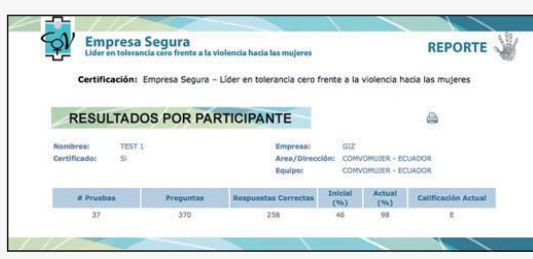 Empresa Segura
Líder en tolerancia cero frente a la violencia hacia las mujeres
REPORTE
Certificación: Empresa Segura – Líder en tolerancia cero frente a la violencia hacia las mujeres
RESULTADOS POR PARTICIPANTE
Nombres: TEST 1 Empresa: GIZ
Certificado: Si Area/Dirección: COMVOMUJER - ECUADOR
Equipo: COMVOMUJER - ECUADOR
# Pruebas Preguntas Respuestas Correctas Inicial (%) Actual (%) Calificación Actual
37 370 258 46 98 E